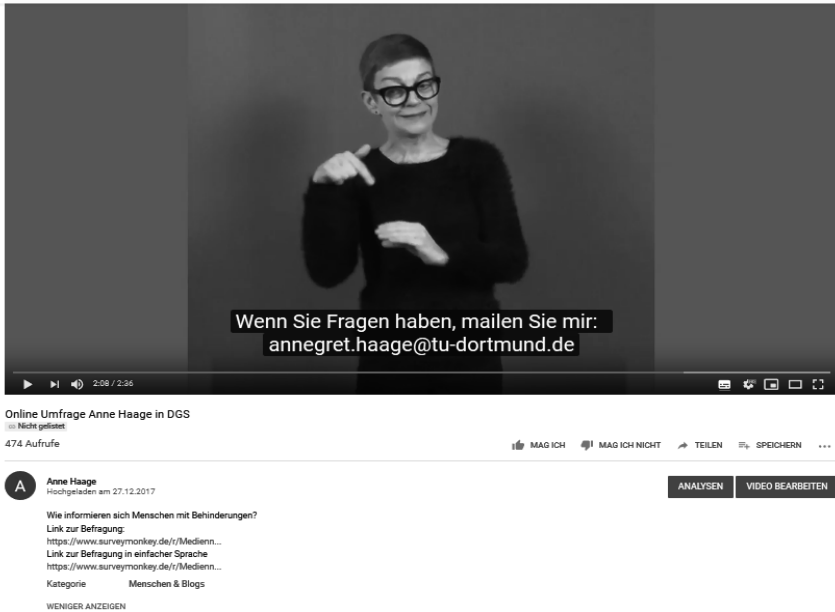 Wenn Sie Fragen haben, mailen Sie mir:
annegret.haage@tu-dortmund.de
2:08 / 2:36
Online Umfrage Anne Haage in DGS
Nicht gelistet
474 Aufrufe
MAG ICH MAG ICH NICHT TEILEN SPEICHERN ...
A
Anne Haage
Hochgeladen am 27.12.2017
ANALYSEN VIDEO BEARBEITEN
Wie informieren sich Menschen mit Behinderungen?
Link zur Befragung:
https://www.surveymonkey.de/r/Medienn...
Link zur Befragung in einfacher Sprache
https://www.surveymonkey.de/r/Medienn...
Kategorie Menschen & Blogs
WENIGER ANZEIGEN